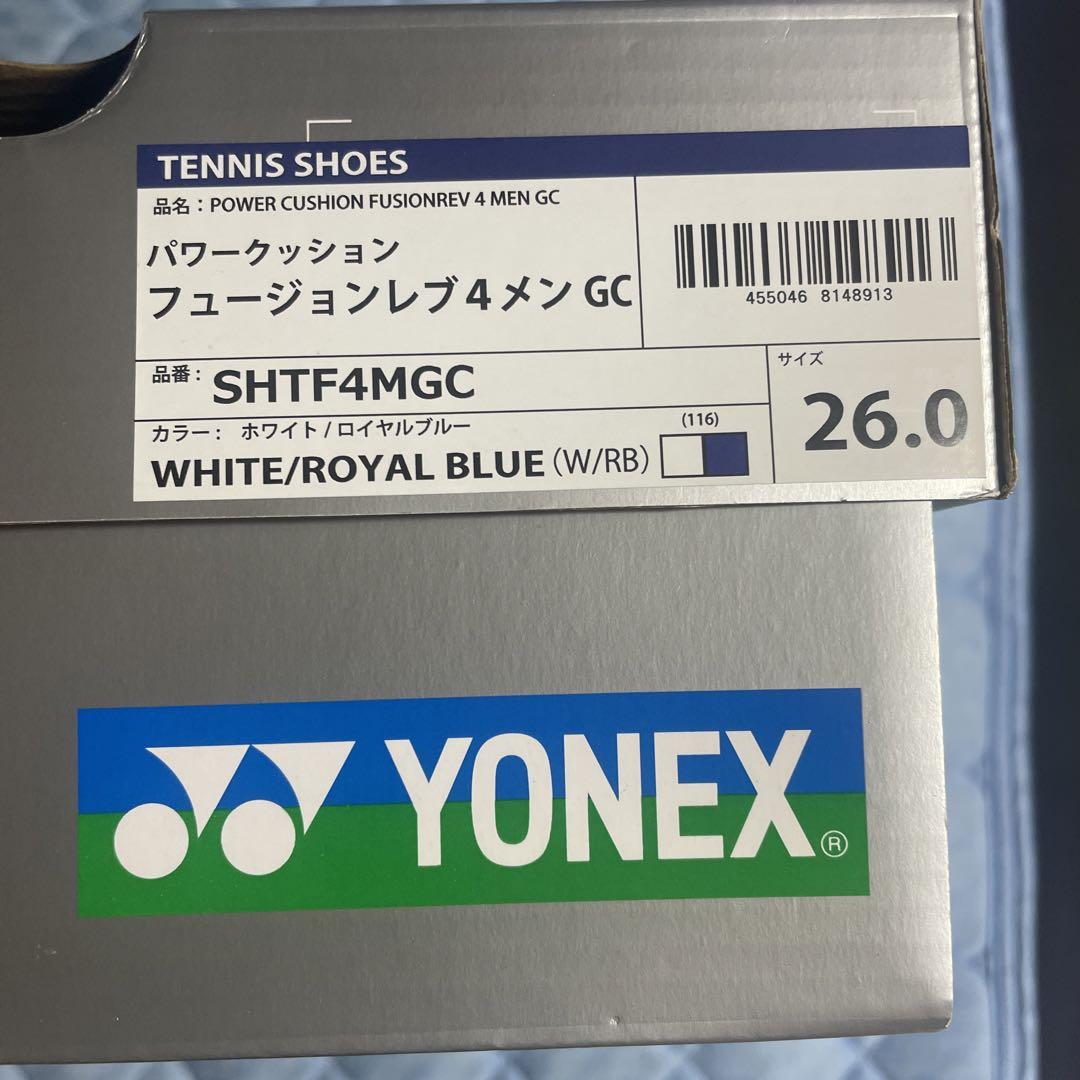 TENNIS SHOES
品名：POWER CUSHION FUSIONREV 4 MEN GC
パワークッション
フュージョンレブ４メン GC
455046 8148913
品番： SHTF4MGC
サイズ
26.0
カラー： ホワイト / ロイヤルブルー
(116)
WHITE/ROYAL BLUE (W/RB)
YONEX®